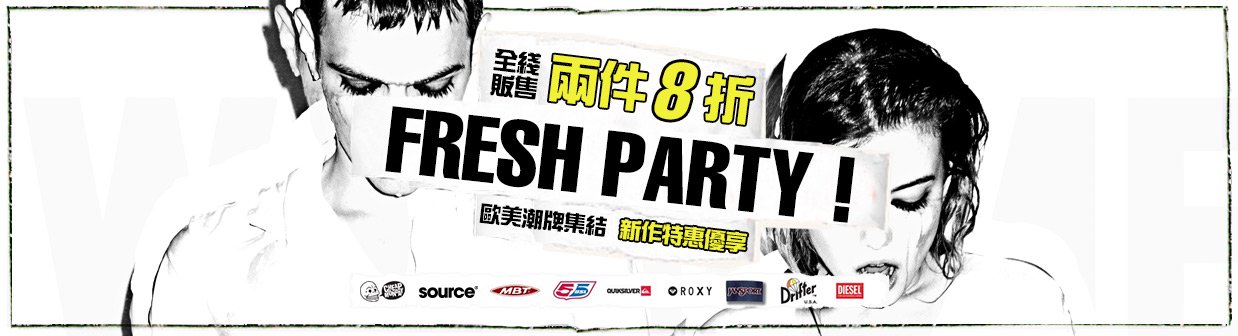 全綫
販售
兩件8折
FRESH PARTY !
歐美潮牌集結 新作特惠優享
source
MBT
55DSL
QUIKSILVER
ROXY
JANSPORT
Drifter
U.S.A.
DIESEL